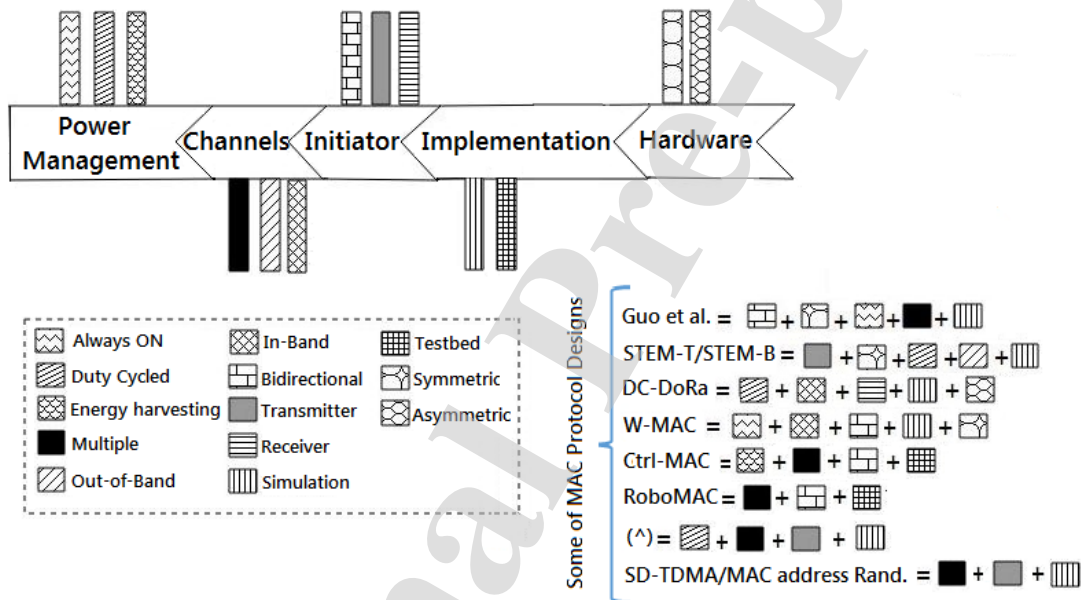 Power
Management
Channels
Initiator
Implementation
Hardware
Always ON
Duty Cycled
Energy harvesting
Multiple
Out-of-Band
In-Band
Bidirectional
Transmitter
Receiver
Simulation
Testbed
Symmetric
Asymmetric
Some of MAC Protocol Designs
Guo et al. = + + + +
STEM-T/STEM-B = + + + +
DC-DoRa = + + + +
W-MAC = + + + +
Ctrl-MAC = + + +
RoboMAC = + +
(^) = + + +
SD-TDMA/MAC address Rand. = + +
nal Pre-p